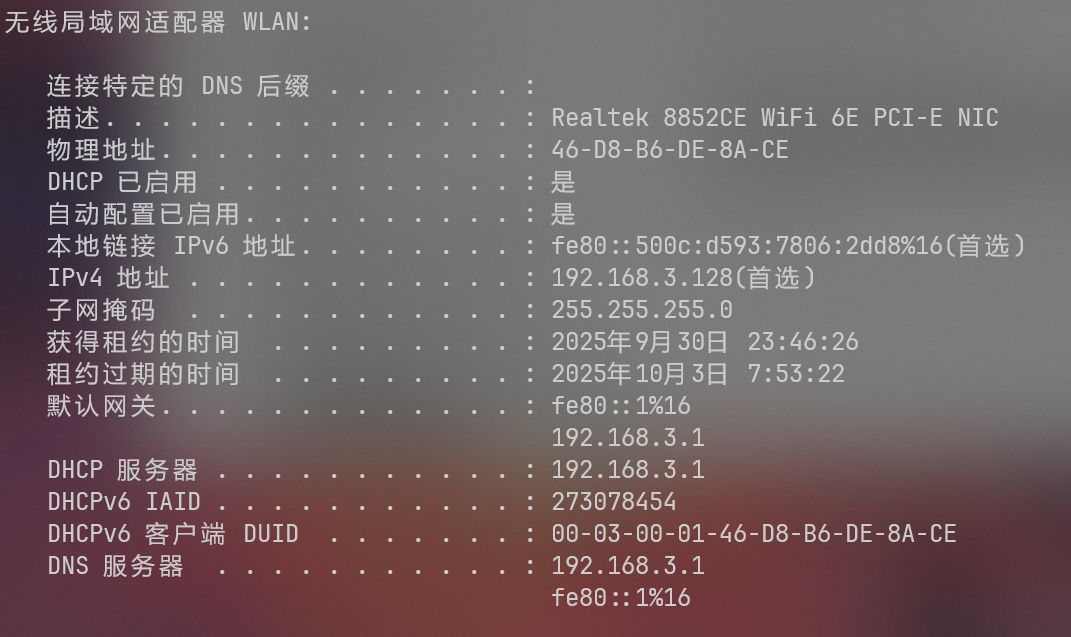 无线局域网适配器 WLAN:
连接特定的 DNS 后缀 . . . . . . . :
描述. . . . . . . . . . . . . . . : Realtek 8852CE WiFi 6E PCI-E NIC
物理地址. . . . . . . . . . . . . : 46-D8-B6-DE-8A-CE
DHCP 已启用 . . . . . . . . . . . : 是
自动配置已启用. . . . . . . . . . : 是
本地链接 IPv6 地址. . . . . . . . : fe80::500c:d593:7806:2dd8%16(首选)
IPv4 地址 . . . . . . . . . . . . : 192.168.3.128(首选)
子网掩码  . . . . . . . . . . . . : 255.255.255.0
获得租约的时间  . . . . . . . . . : 2025年9月30日 23:46:26
租约过期的时间  . . . . . . . . . : 2025年10月3日 7:53:22
默认网关. . . . . . . . . . . . . : fe80::1%16
192.168.3.1
DHCP 服务器 . . . . . . . . . . . : 192.168.3.1
DHCPv6 IAID . . . . . . . . . . . : 273078454
DHCPv6 客户端 DUID  . . . . . . . : 00-03-00-01-46-D8-B6-DE-8A-CE
DNS 服务器  . . . . . . . . . . . : 192.168.3.1
fe80::1%16